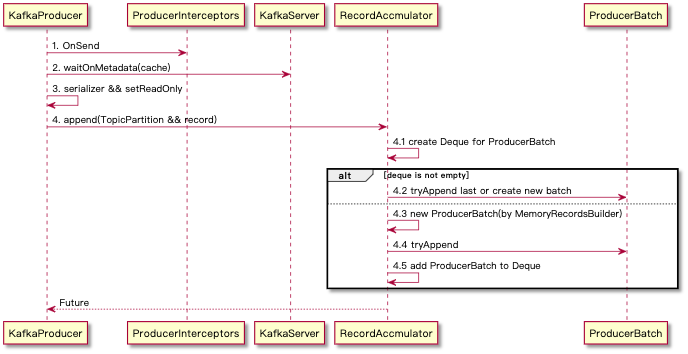 KafkaProducer ProducerInterceptors KafkaServer RecordAccmulator ProducerBatch
1. OnSend
2. waitOnMetadata(cache)
3. serializer && setReadOnly
4. append(TopicPartition && record)
4.1 create Deque for ProducerBatch
alt [deque is not empty]
4.2 tryAppend last or create new batch
4.3 new ProducerBatch(by MemoryRecordsBuilder)
4.4 tryAppend
4.5 add ProducerBatch to Deque
Future
KafkaProducer ProducerInterceptors KafkaServer RecordAccmulator ProducerBatch